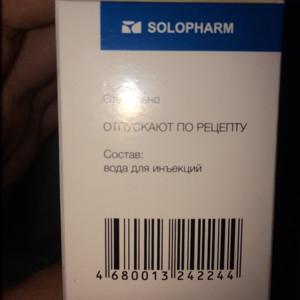 SOLOPHARM
ОТПУСКАЮТ ПО РЕЦЕПТУ
Состав:
вода для инъекций
4 680013 242244